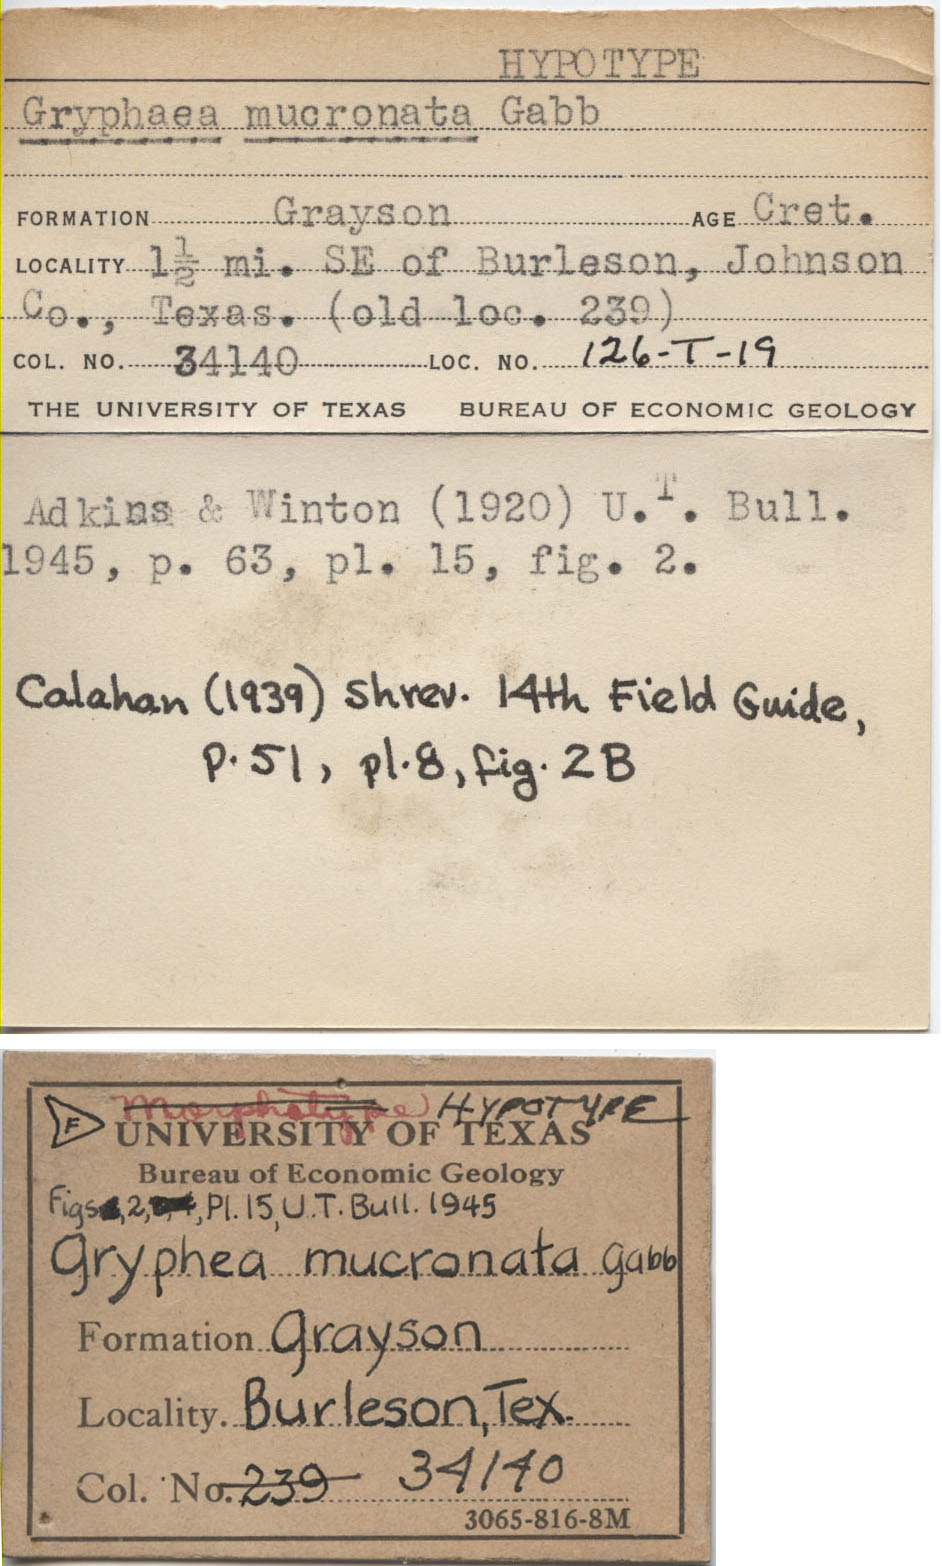 HYPOTYPE
Gryphaea mucronata Gabb
FORMATION Grayson AGE Cret.
LOCALITY 1½ mi. SE of Burleson, Johnson
Co., Texas. (old loc. 239)
COL. NO. 34140 LOC. NO. 126-T-19
THE UNIVERSITY OF TEXAS BUREAU OF ECONOMIC GEOLOGY
Adkins & Winton (1920) U.T. Bull.
1945, p. 63, pl. 15, fig. 2.
Calahan (1939) Shrev. 14th Field Guide,
p. 51, pl. 8, fig. 2B
F Morphotype HYPOTYPE
UNIVERSITY OF TEXAS
Bureau of Economic Geology
Figs , 2, , Pl. 15, U.T. Bull. 1945
Gryphea mucronata Gabb
Formation Grayson
Locality. Burleson, Tex.
Col. No. 239 34140
3065-816-8M